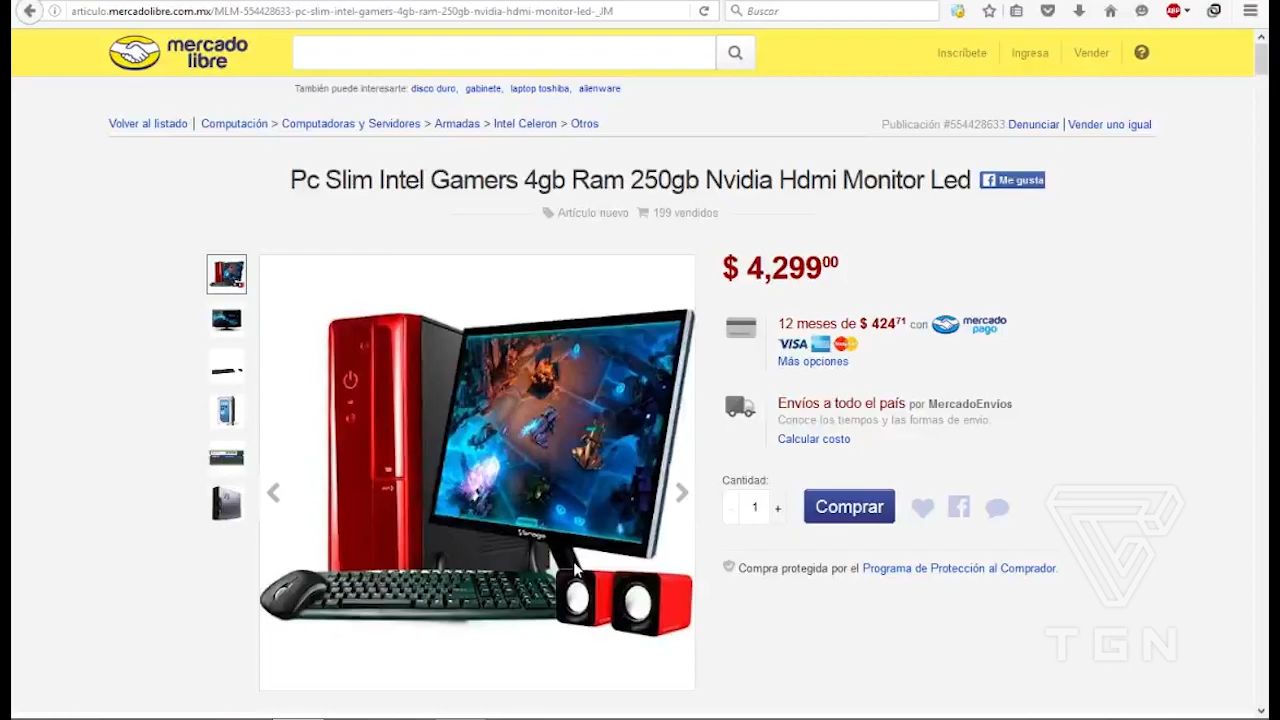 articulo.mercadolibre.com.mx/MLM-554428633-pc-slim-intel-gamers-4gb-ram-250gb-nvidia-hdmi-monitor-led-_JM
Buscar
ABP
mercado libre
Inscríbete
Ingresa
Vender
?
También puede interesarte: disco duro, gabinete, laptop toshiba, alienware
Volver al listado | Computación > Computadoras y Servidores > Armadas > Intel Celeron > Otros
Publicación #554428633 Denunciar | Vender uno igual
Pc Slim Intel Gamers 4gb Ram 250gb Nvidia Hdmi Monitor Led
Me gusta
Artículo nuevo 199 vendidos
$ 4,299 00
12 meses de $ 424 71 con mercado pago
VISA
Más opciones
Envíos a todo el país por MercadoEnvíos
Conoce los tiempos y las formas de envío.
Calcular costo
Cantidad:
- 1 +
Comprar
Compra protegida por el Programa de Protección al Comprador.
TGN